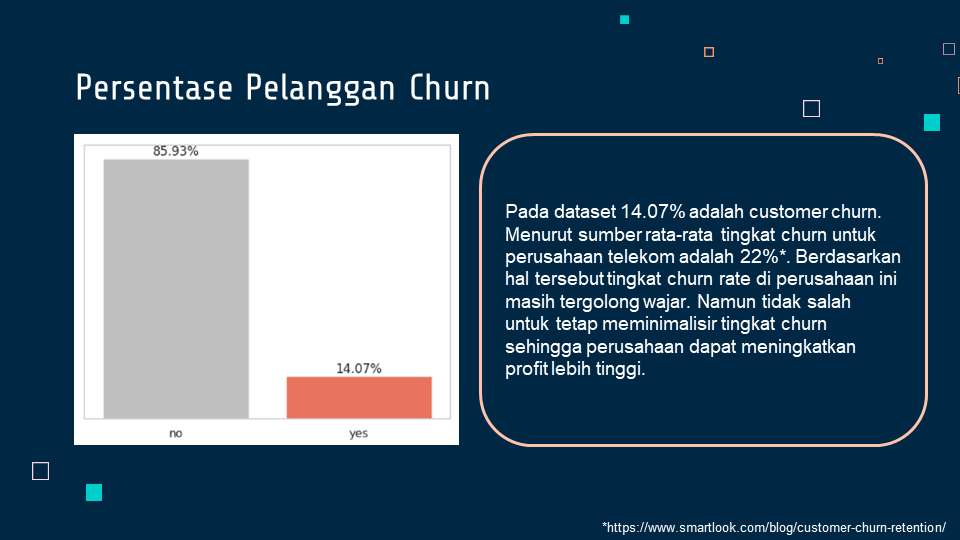 Persentase Pelanggan Churn
85.93%
14.07%
no
yes
Pada dataset 14.07% adalah customer churn.
Menurut sumber rata-rata tingkat churn untuk
perusahaan telekom adalah 22%*. Berdasarkan
hal tersebut tingkat churn rate di perusahaan ini
masih tergolong wajar. Namun tidak salah
untuk tetap meminimalisir tingkat churn
sehingga perusahaan dapat meningkatkan
profit lebih tinggi.
*https://www.smartlook.com/blog/customer-churn-retention/